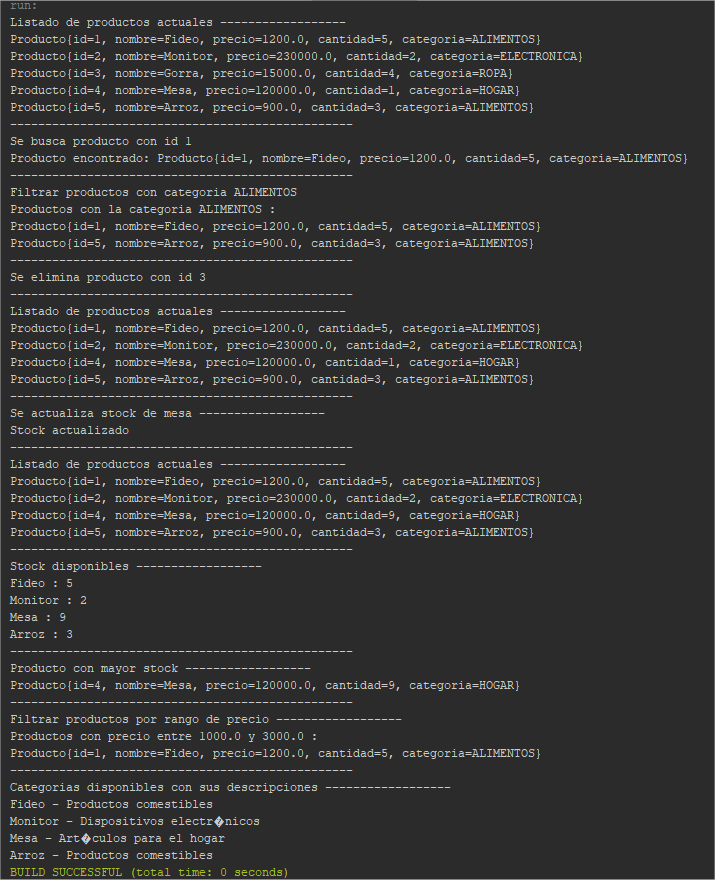 run:
Listado de productos actuales ------------------
Producto{id=1, nombre=Fideo, precio=1200.0, cantidad=5, categoria=ALIMENTOS}
Producto{id=2, nombre=Monitor, precio=230000.0, cantidad=2, categoria=ELECTRONICA}
Producto{id=3, nombre=Gorra, precio=15000.0, cantidad=4, categoria=ROPA}
Producto{id=4, nombre=Mesa, precio=120000.0, cantidad=1, categoria=HOGAR}
Producto{id=5, nombre=Arroz, precio=900.0, cantidad=3, categoria=ALIMENTOS}
-------------------------------------------------
Se busca producto con id 1
Producto encontrado: Producto{id=1, nombre=Fideo, precio=1200.0, cantidad=5, categoria=ALIMENTOS}
-------------------------------------------------
Filtrar productos con categoria ALIMENTOS
Productos con la categoria ALIMENTOS :
Producto{id=1, nombre=Fideo, precio=1200.0, cantidad=5, categoria=ALIMENTOS}
Producto{id=5, nombre=Arroz, precio=900.0, cantidad=3, categoria=ALIMENTOS}
-------------------------------------------------
Se elimina producto con id 3
-------------------------------------------------
Listado de productos actuales ------------------
Producto{id=1, nombre=Fideo, precio=1200.0, cantidad=5, categoria=ALIMENTOS}
Producto{id=2, nombre=Monitor, precio=230000.0, cantidad=2, categoria=ELECTRONICA}
Producto{id=4, nombre=Mesa, precio=120000.0, cantidad=1, categoria=HOGAR}
Producto{id=5, nombre=Arroz, precio=900.0, cantidad=3, categoria=ALIMENTOS}
-------------------------------------------------
Se actualiza stock de mesa ------------------
Stock actualizado
-------------------------------------------------
Listado de productos actuales ------------------
Producto{id=1, nombre=Fideo, precio=1200.0, cantidad=5, categoria=ALIMENTOS}
Producto{id=2, nombre=Monitor, precio=230000.0, cantidad=2, categoria=ELECTRONICA}
Producto{id=4, nombre=Mesa, precio=120000.0, cantidad=9, categoria=HOGAR}
Producto{id=5, nombre=Arroz, precio=900.0, cantidad=3, categoria=ALIMENTOS}
-------------------------------------------------
Stock disponibles ------------------
Fideo : 5
Monitor : 2
Mesa : 9
Arroz : 3
-------------------------------------------------
Producto con mayor stock ------------------
Producto{id=4, nombre=Mesa, precio=120000.0, cantidad=9, categoria=HOGAR}
-------------------------------------------------
Filtrar productos por rango de precio ------------------
Productos con precio entre 1000.0 y 3000.0 :
Producto{id=1, nombre=Fideo, precio=1200.0, cantidad=5, categoria=ALIMENTOS}
-------------------------------------------------
Categorias disponibles con sus descripciones ------------------
Fideo - Productos comestibles
Monitor - Dispositivos electr�nicos
Mesa - Art�culos para el hogar
Arroz - Productos comestibles
BUILD SUCCESSFUL (total time: 0 seconds)